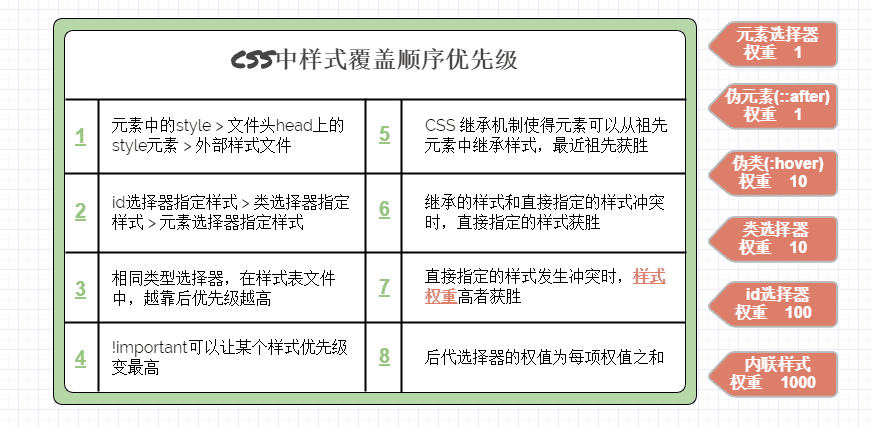 CSS中样式覆盖顺序优先级
1
元素中的style > 文件头head上的
style元素 > 外部样式文件
2
id选择器指定样式 > 类选择器指定
样式 > 元素选择器指定样式
3
相同类型选择器，在样式表文件
中，越靠后优先级越高
4
!important可以让某个样式优先级
变最高
5
CSS 继承机制使得元素可以从祖先
元素中继承样式，最近祖先获胜
6
继承的样式和直接指定的样式冲突
时，直接指定的样式获胜
7
直接指定的样式发生冲突时，样式
权重高者获胜
8
后代选择器的权值为每项权值之和
元素选择器
权重 1
伪元素(::after)
权重 1
伪类(:hover)
权重 10
类选择器
权重 10
id选择器
权重 100
内联样式
权重 1000